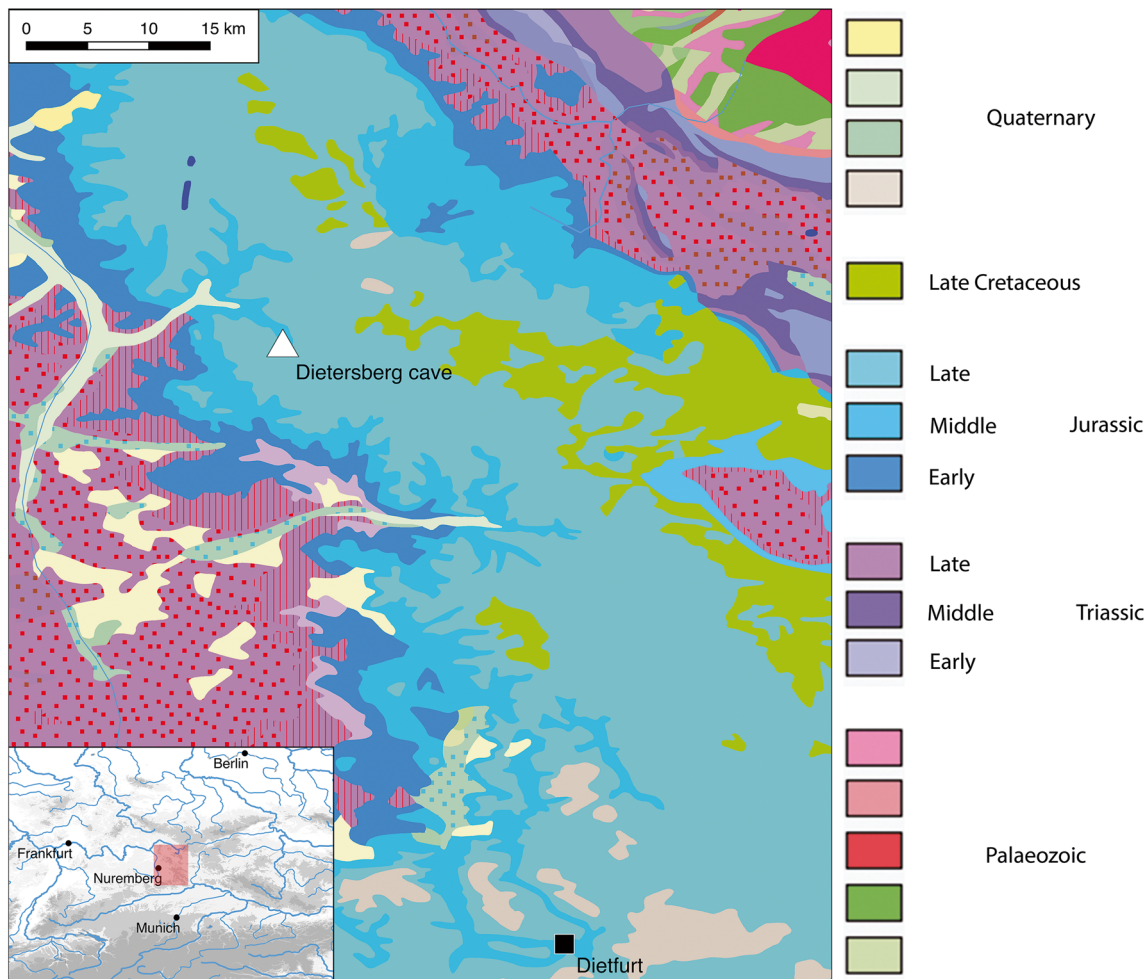 0 5 10 15 km
Quaternary
Late Cretaceous
Late
Middle Jurassic
Early
Late
Middle Triassic
Early
Palaeozoic
Dietersberg cave
Dietfurt
Berlin
Frankfurt
Nuremberg
Munich